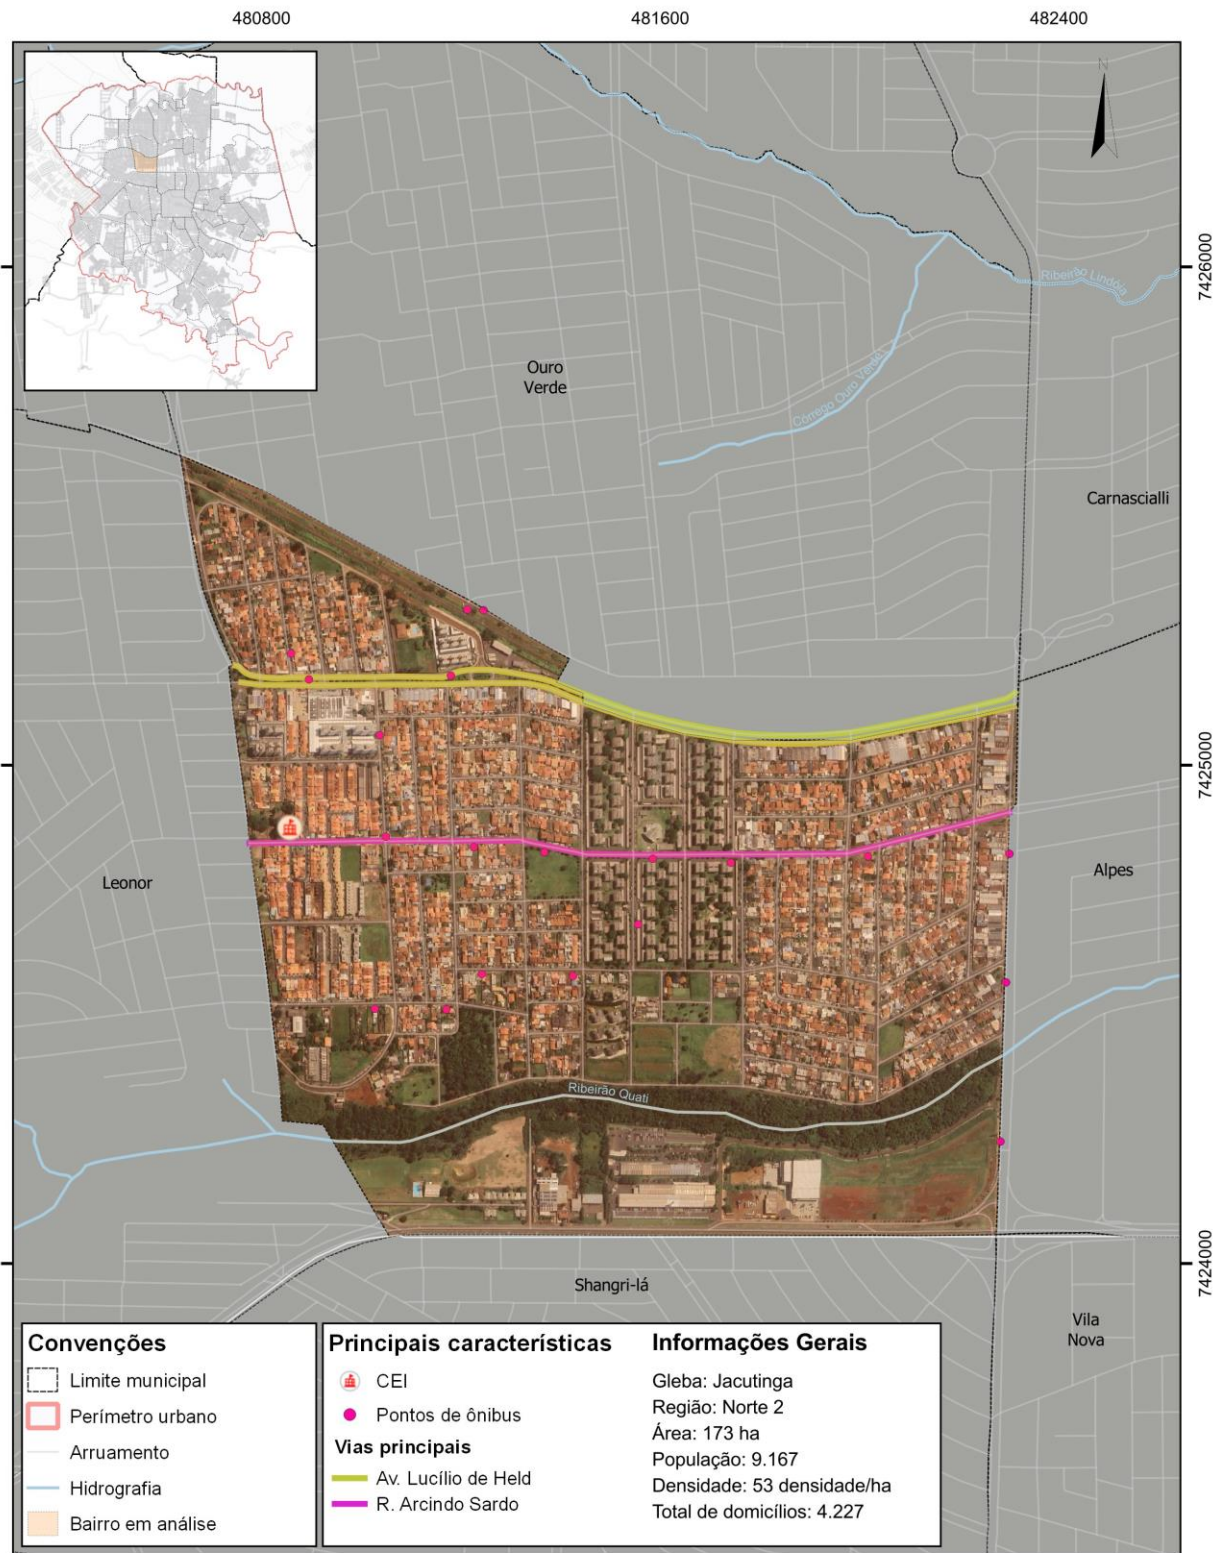 480800
481600
482400
N
7426000
Ribeirão Lindóia
Ouro
Verde
Córrego Ouro Verde
Carnascialli
7425000
Leonor
Alpes
Ribeirão Quati
7424000
Shangri-lá
Vila
Nova
Convenções
Limite municipal
Perímetro urbano
Arruamento
Hidrografia
Bairro em análise
Principais características
CEI
Pontos de ônibus
Vias principais
Av. Lucílio de Held
R. Arcindo Sardo
Informações Gerais
Gleba: Jacutinga
Região: Norte 2
Área: 173 ha
População: 9.167
Densidade: 53 densidade/ha
Total de domicílios: 4.227